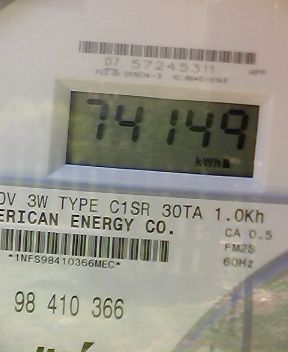 07 57245311
74149
kWh
0V 3W TYPE C1SR 30TA 1.0Kh
ERICAN ENERGY CO.
CA 0.5
FM2S
*1NFS98410366MEC*
60Hz
98 410 366